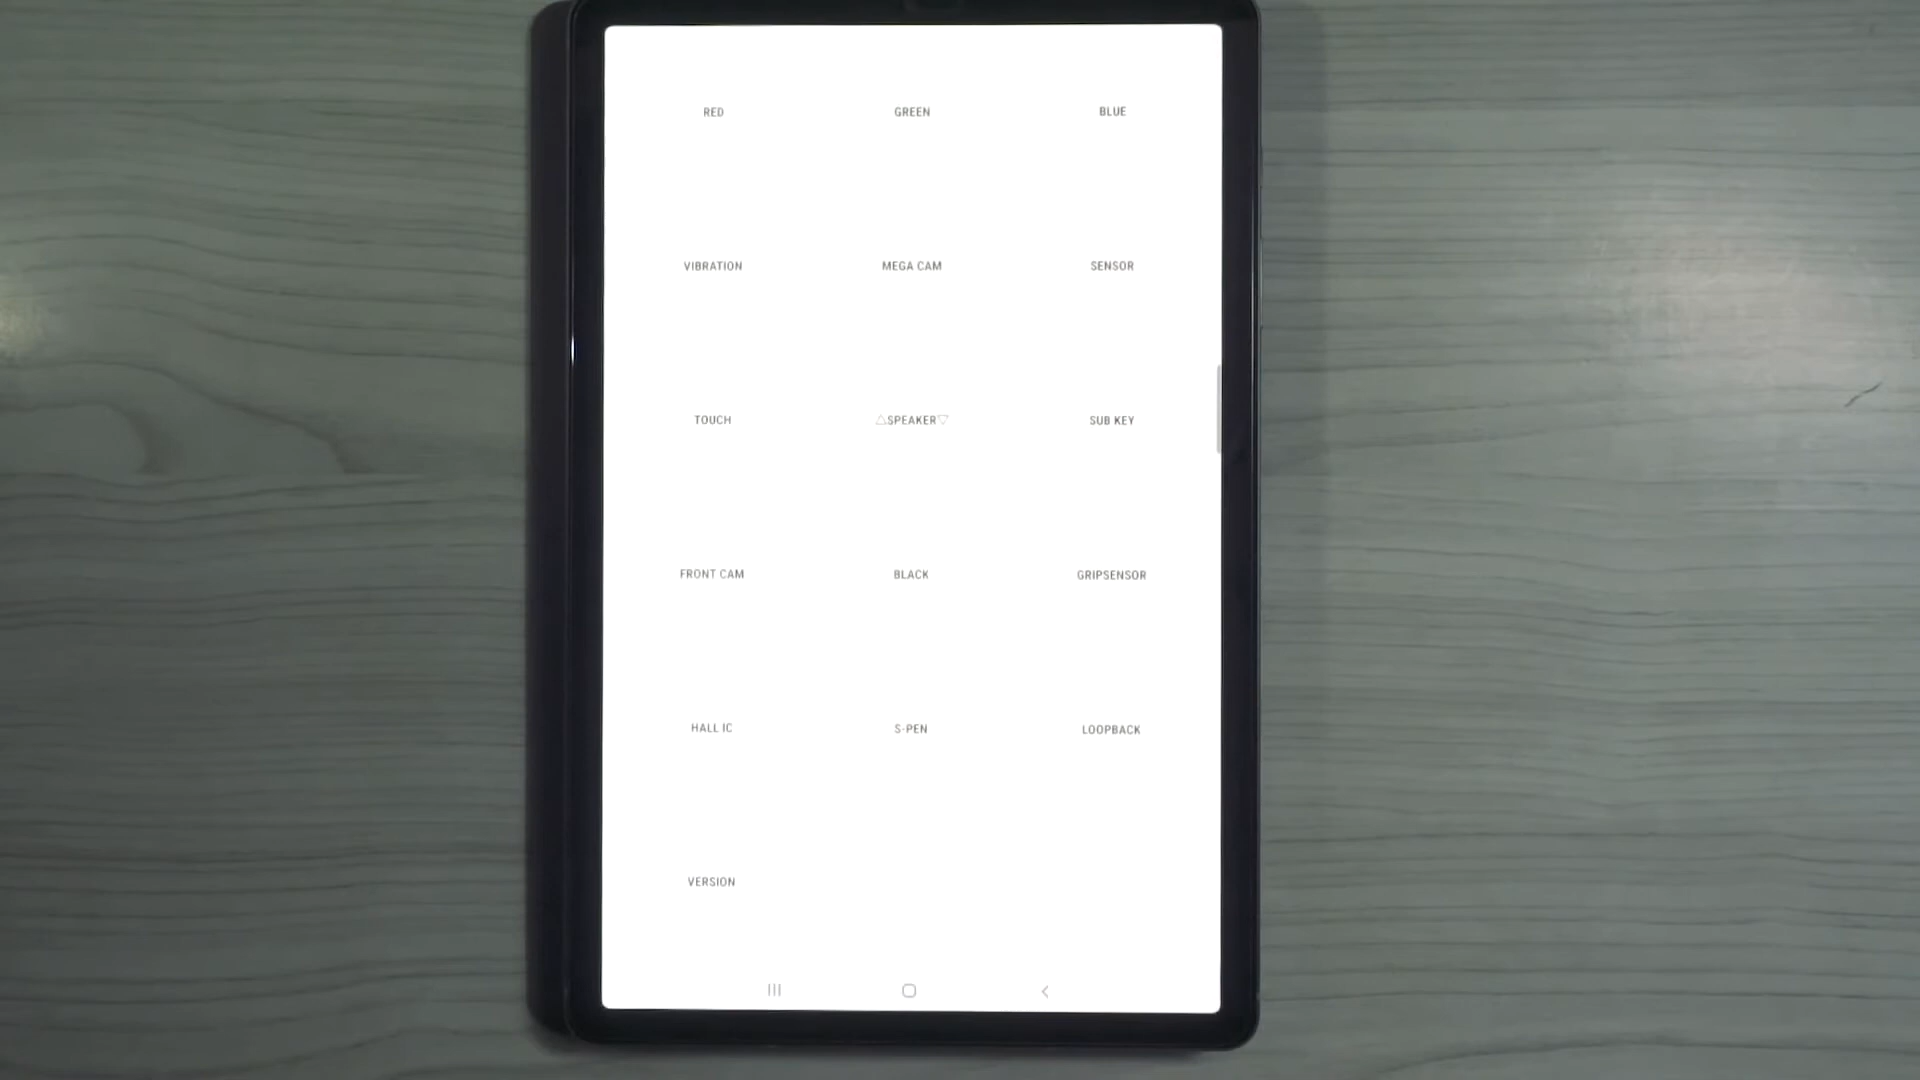 RED GREEN BLUE
VIBRATION MEGA CAM SENSOR
TOUCH △SPEAKER▽ SUB KEY
FRONT CAM BLACK GRIPSENSOR
HALL IC S-PEN LOOPBACK
VERSION